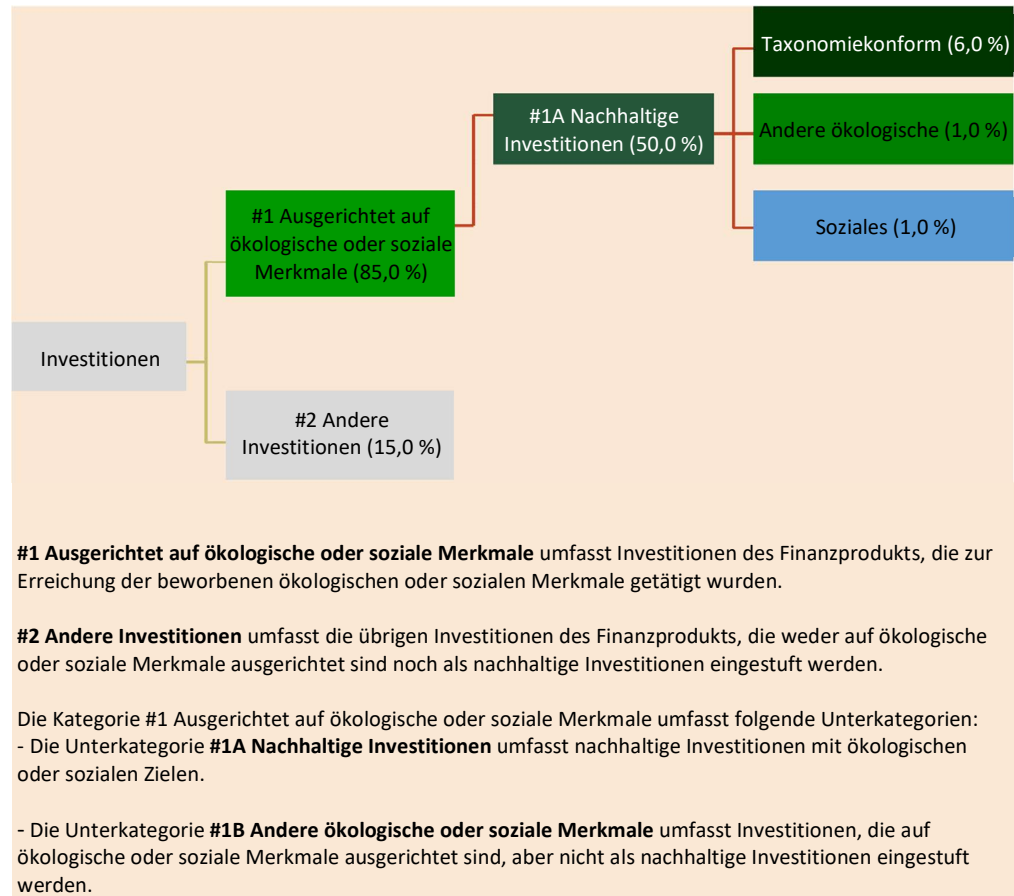 Taxonomiekonform (6,0 %)
#1A Nachhaltige
Investitionen (50,0 %)
Andere ökologische (1,0 %)
#1 Ausgerichtet auf
ökologische oder soziale
Merkmale (85,0 %)
Soziales (1,0 %)
Investitionen
#2 Andere
Investitionen (15,0 %)
#1 Ausgerichtet auf ökologische oder soziale Merkmale umfasst Investitionen des Finanzprodukts, die zur
Erreichung der beworbenen ökologischen oder sozialen Merkmale getätigt wurden.
#2 Andere Investitionen umfasst die übrigen Investitionen des Finanzprodukts, die weder auf ökologische
oder soziale Merkmale ausgerichtet sind noch als nachhaltige Investitionen eingestuft werden.
Die Kategorie #1 Ausgerichtet auf ökologische oder soziale Merkmale umfasst folgende Unterkategorien:
- Die Unterkategorie #1A Nachhaltige Investitionen umfasst nachhaltige Investitionen mit ökologischen
oder sozialen Zielen.
- Die Unterkategorie #1B Andere ökologische oder soziale Merkmale umfasst Investitionen, die auf
ökologische oder soziale Merkmale ausgerichtet sind, aber nicht als nachhaltige Investitionen eingestuft
werden.